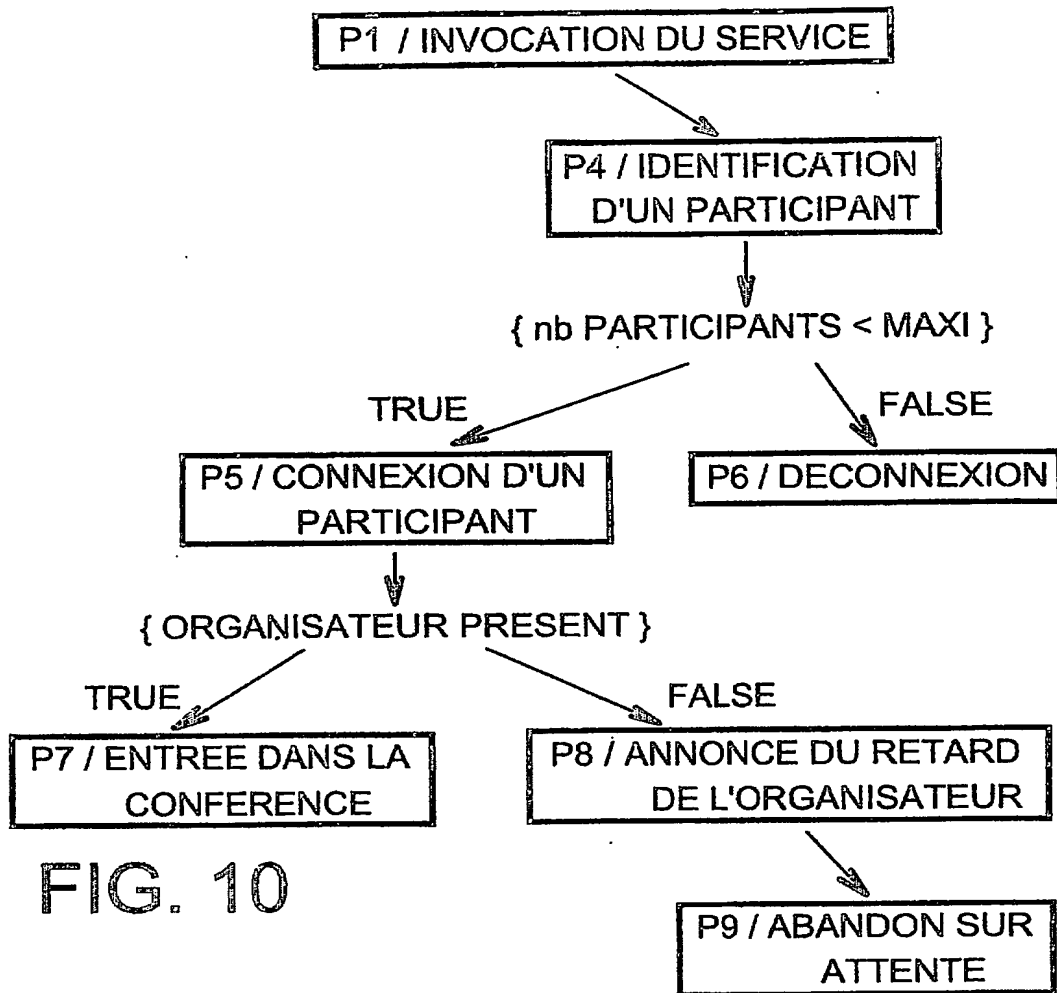 P1 / INVOCATION DU SERVICE
P4 / IDENTIFICATION
D'UN PARTICIPANT
{ nb PARTICIPANTS < MAXI }
TRUE
FALSE
P5 / CONNEXION D'UN
PARTICIPANT
P6 / DECONNEXION
{ ORGANISATEUR PRESENT }
TRUE
FALSE
P7 / ENTREE DANS LA
CONFERENCE
P8 / ANNONCE DU RETARD
DE L'ORGANISATEUR
FIG. 10
P9 / ABANDON SUR
ATTENTE